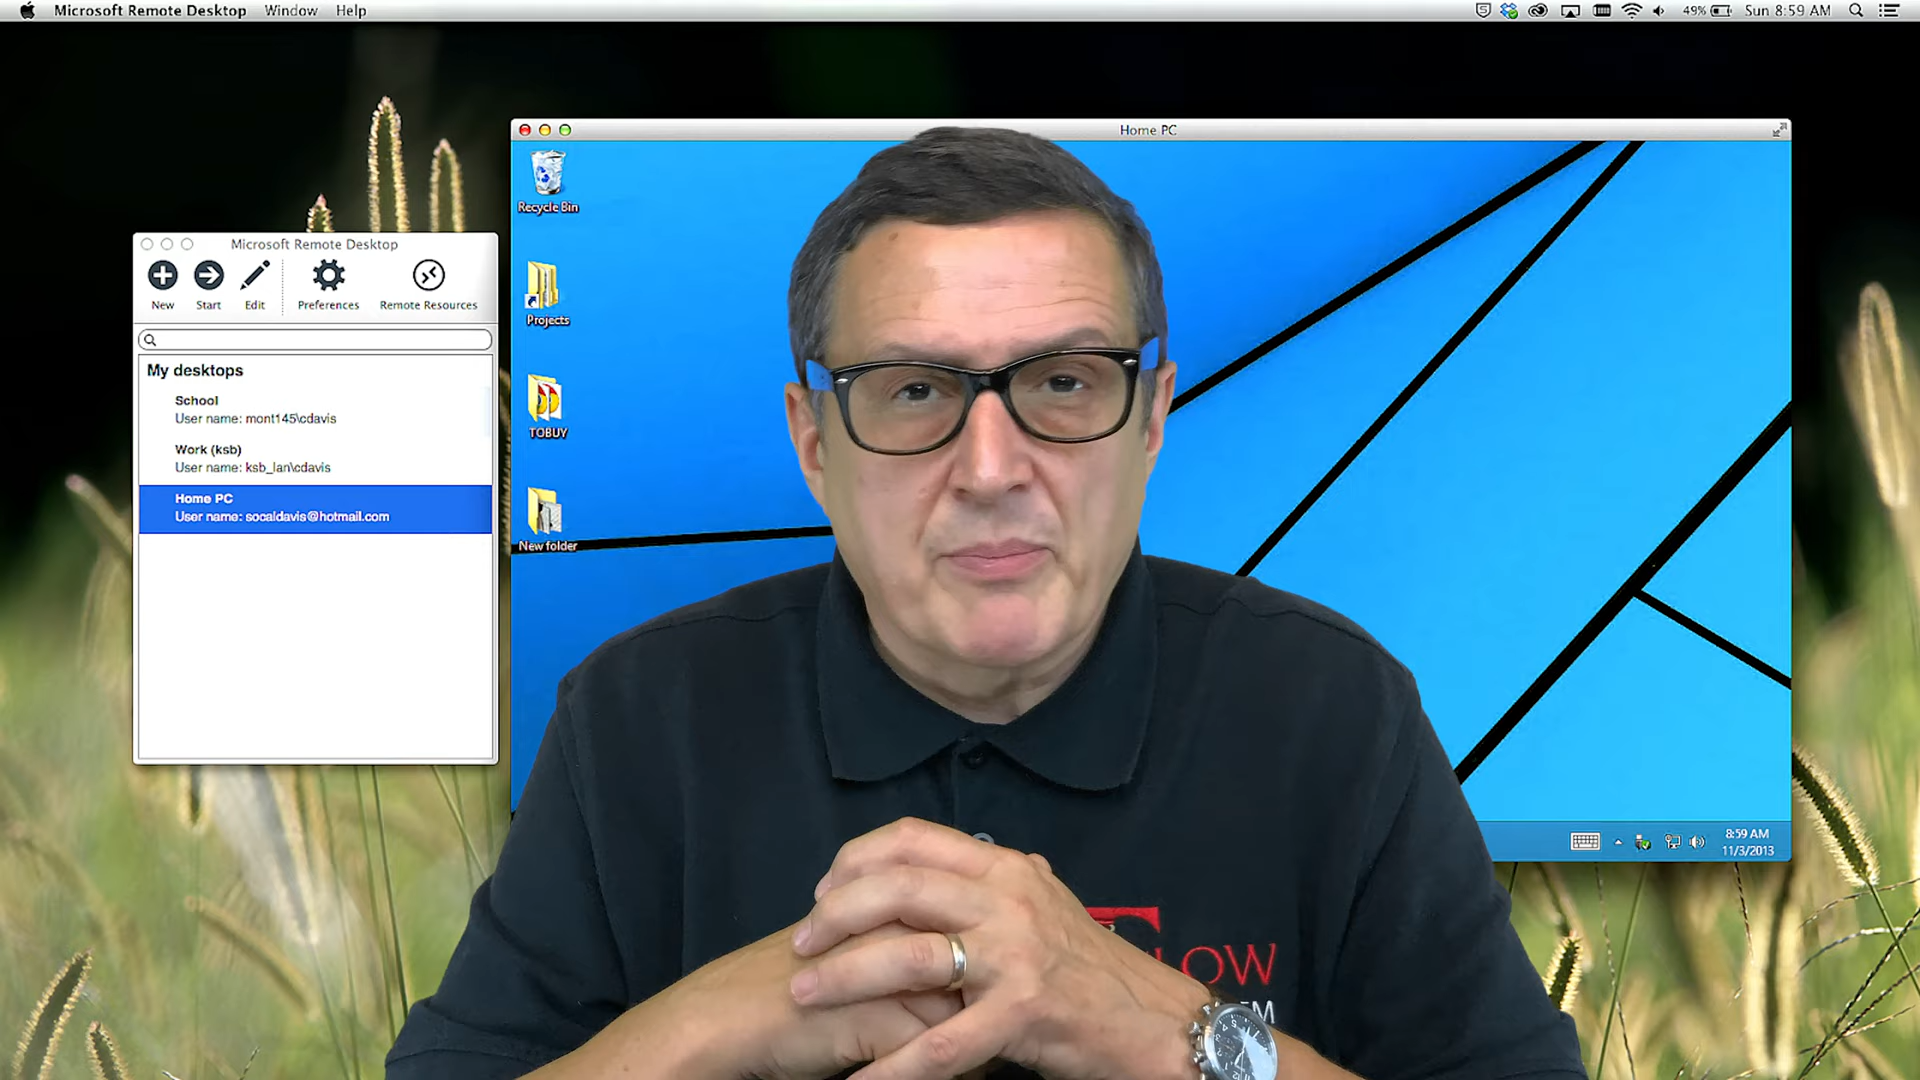 Microsoft Remote Desktop Window Help
49% Sun 8:59 AM
Home PC
Recycle Bin
Projects
TOBUY
New folder
Microsoft Remote Desktop
New Start Edit Preferences Remote Resources
My desktops
School
User name: mont145\cdavis
Work (ksb)
User name: ksb_lan\cdavis
Home PC
User name: socaldavis@hotmail.com
8:59 AM
11/3/2013
LOW